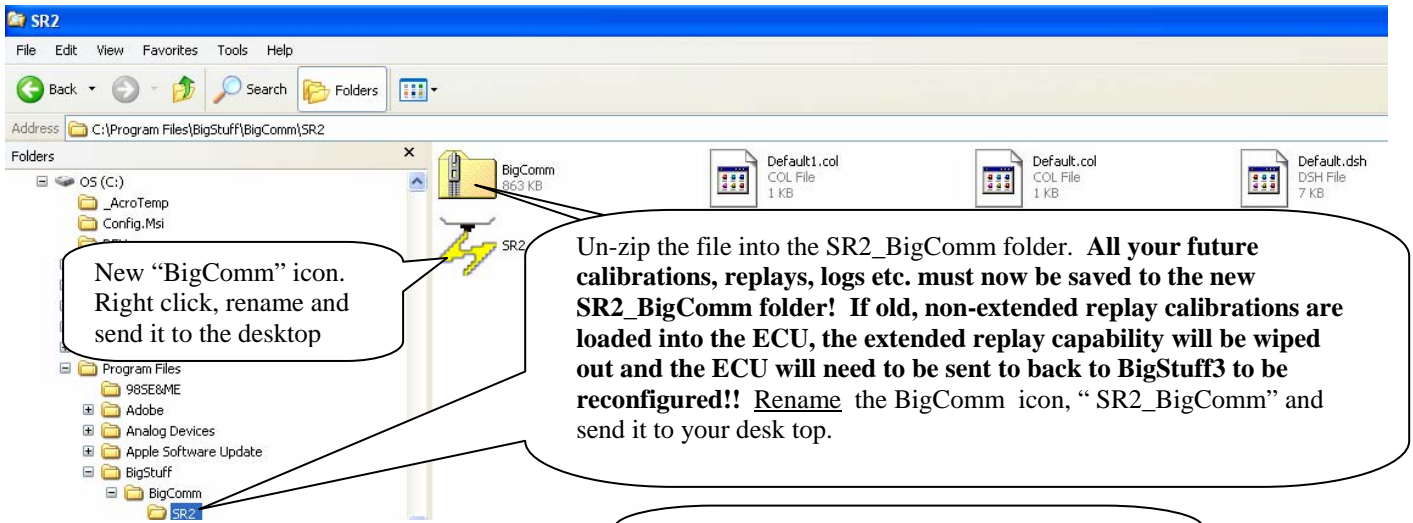 SR2
File Edit View Favorites Tools Help
Back Search Folders
Address C:\Program Files\BigStuff\BigComm\SR2
Folders ×
OS (C:)
_AcroTemp
Config.Msi
Program Files
98SE&ME
Adobe
Analog Devices
Apple Software Update
BigStuff
BigComm
SR2
BigComm
863 KB
Default1.col
COL File
1 KB
Default.col
COL File
1 KB
Default.dsh
DSH File
7 KB
SR2
New “BigComm” icon.
Right click, rename and
send it to the desktop
Un-zip the file into the SR2_BigComm folder. All your future
calibrations, replays, logs etc. must now be saved to the new
SR2_BigComm folder! If old, non-extended replay calibrations are
loaded into the ECU, the extended replay capability will be wiped
out and the ECU will need to be sent to back to BigStuff3 to be
reconfigured!! Rename the BigComm icon, “ SR2_BigComm” and
send it to your desk top.